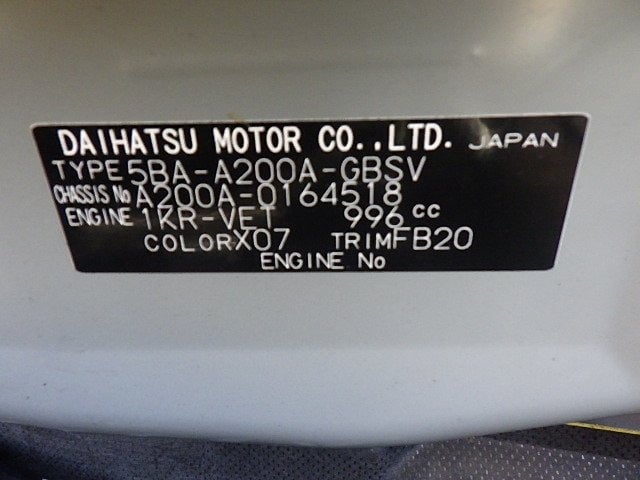 DAIHATSU MOTOR CO.,LTD. JAPAN
TYPE 5BA-A200A-GBSV
CHASSIS No A200A-0164518
ENGINE 1KR-VET 996 cc
COLOR X07 TRIM FB20
ENGINE No